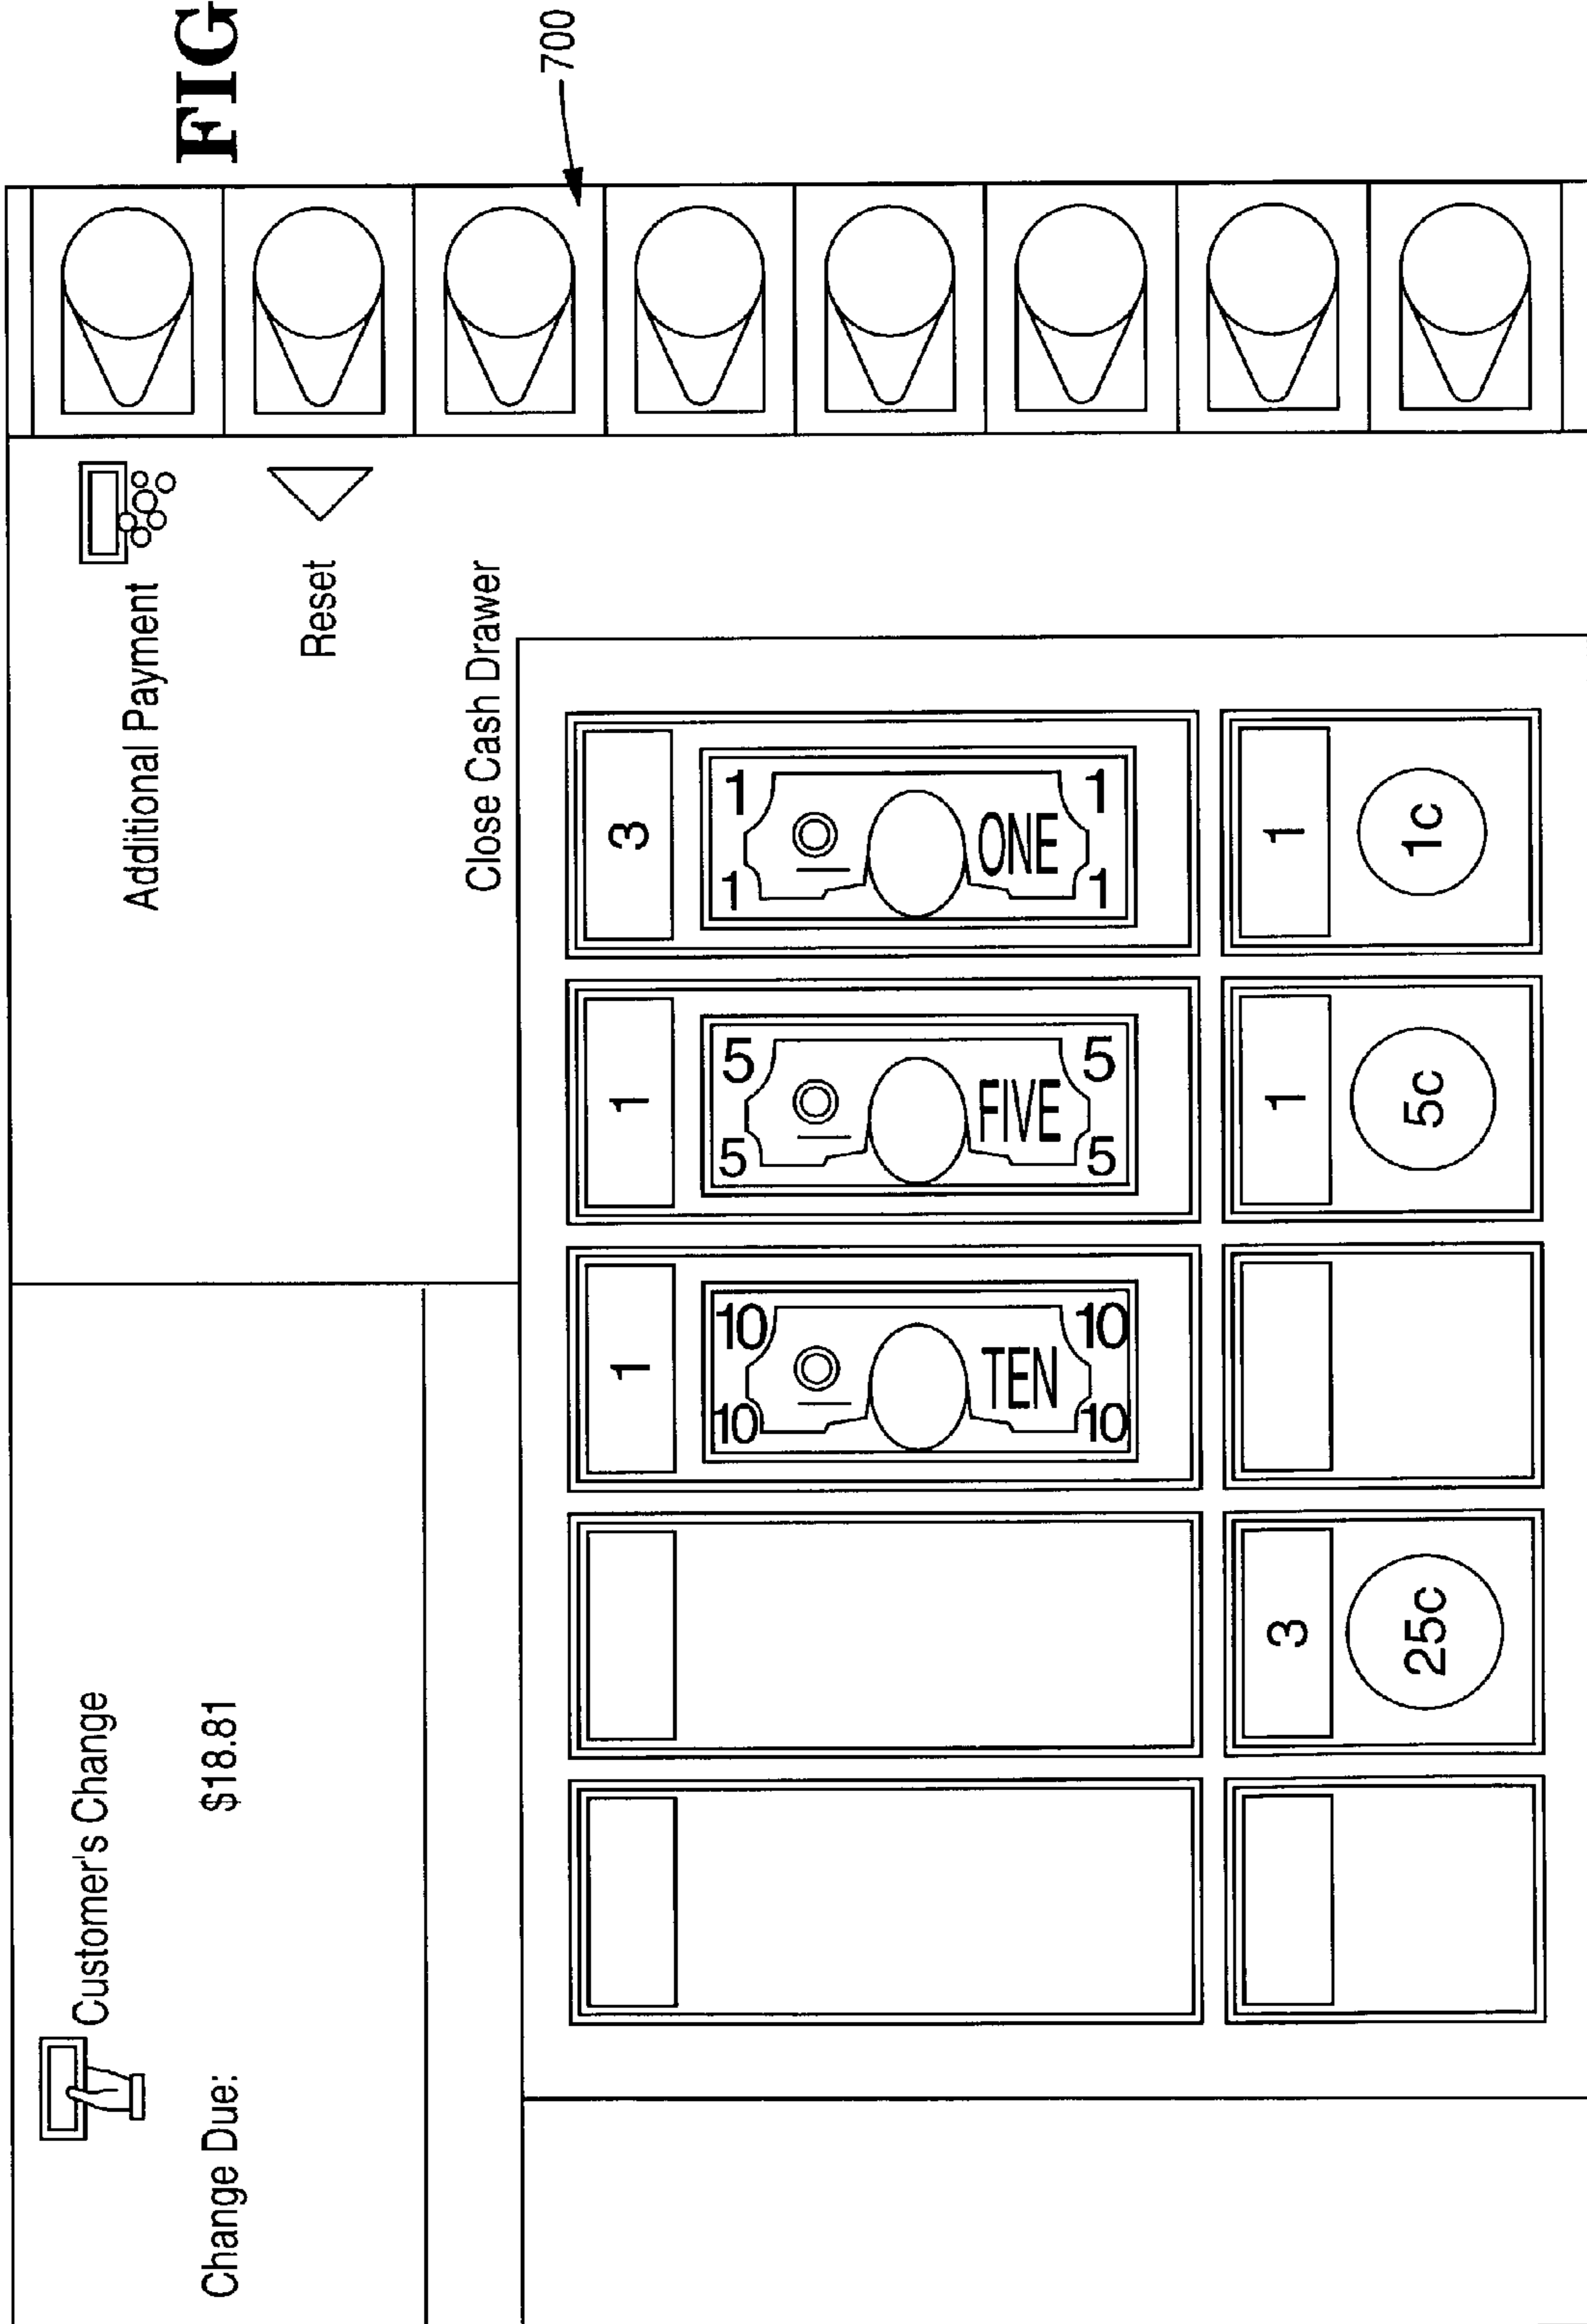 FIG
700
Customer's Change
Additional Payment
Change Due: $18.81
Reset
Close Cash Drawer
1 1 3
10 10 5 5 1 1
TEN FIVE ONE
10 10 5 5 1 1
3 1 1
25c 5c 1c